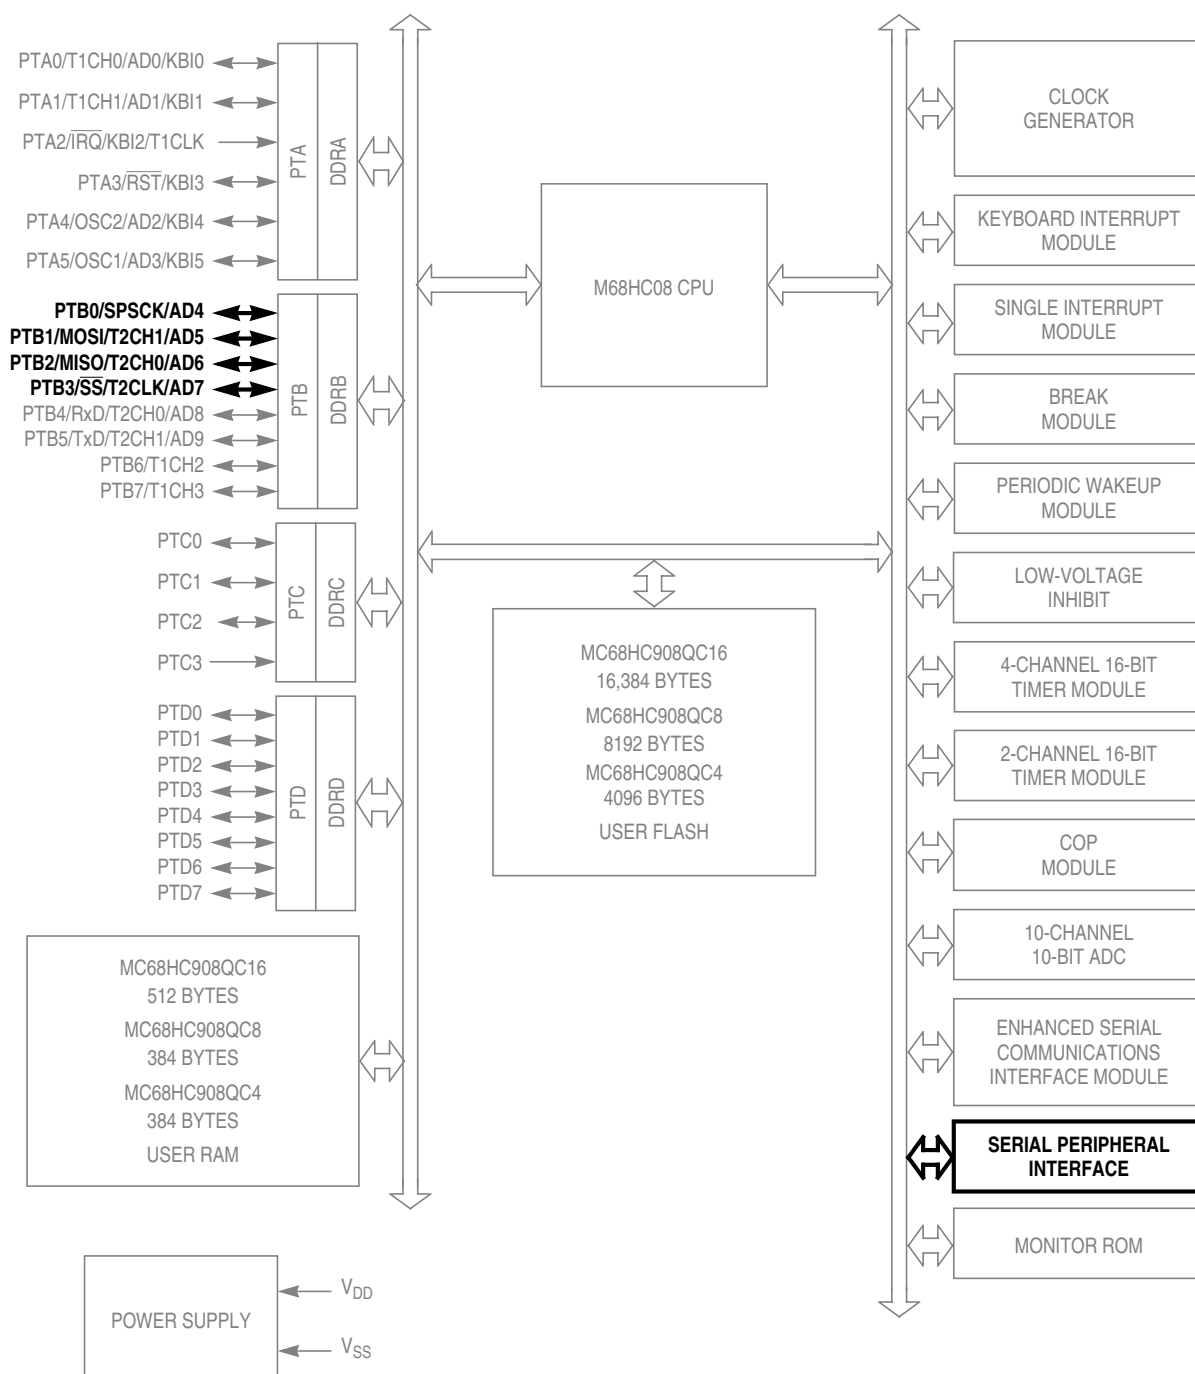 PTA0/T1CH0/AD0/KBI0
PTA1/T1CH1/AD1/KBI1
PTA2/I̅R̅Q̅/KBI2/T1CLK
PTA3/R̅S̅T̅/KBI3
PTA4/OSC2/AD2/KBI4
PTA5/OSC1/AD3/KBI5
PTA
DDRA
PTB0/SPSCK/AD4
PTB1/MOSI/T2CH1/AD5
PTB2/MISO/T2CH0/AD6
PTB3/S̅S̅/T2CLK/AD7
PTB4/RxD/T2CH0/AD8
PTB5/TxD/T2CH1/AD9
PTB6/T1CH2
PTB7/T1CH3
PTB
DDRB
PTC0
PTC1
PTC2
PTC3
PTC
DDRC
PTD0
PTD1
PTD2
PTD3
PTD4
PTD5
PTD6
PTD7
PTD
DDRD
MC68HC908QC16
512 BYTES
MC68HC908QC8
384 BYTES
MC68HC908QC4
384 BYTES
USER RAM
POWER SUPPLY
VDD
VSS
M68HC08 CPU
MC68HC908QC16
16,384 BYTES
MC68HC908QC8
8192 BYTES
MC68HC908QC4
4096 BYTES
USER FLASH
CLOCK
GENERATOR
KEYBOARD INTERRUPT
MODULE
SINGLE INTERRUPT
MODULE
BREAK
MODULE
PERIODIC WAKEUP
MODULE
LOW-VOLTAGE
INHIBIT
4-CHANNEL 16-BIT
TIMER MODULE
2-CHANNEL 16-BIT
TIMER MODULE
COP
MODULE
10-CHANNEL
10-BIT ADC
ENHANCED SERIAL
COMMUNICATIONS
INTERFACE MODULE
SERIAL PERIPHERAL
INTERFACE
MONITOR ROM